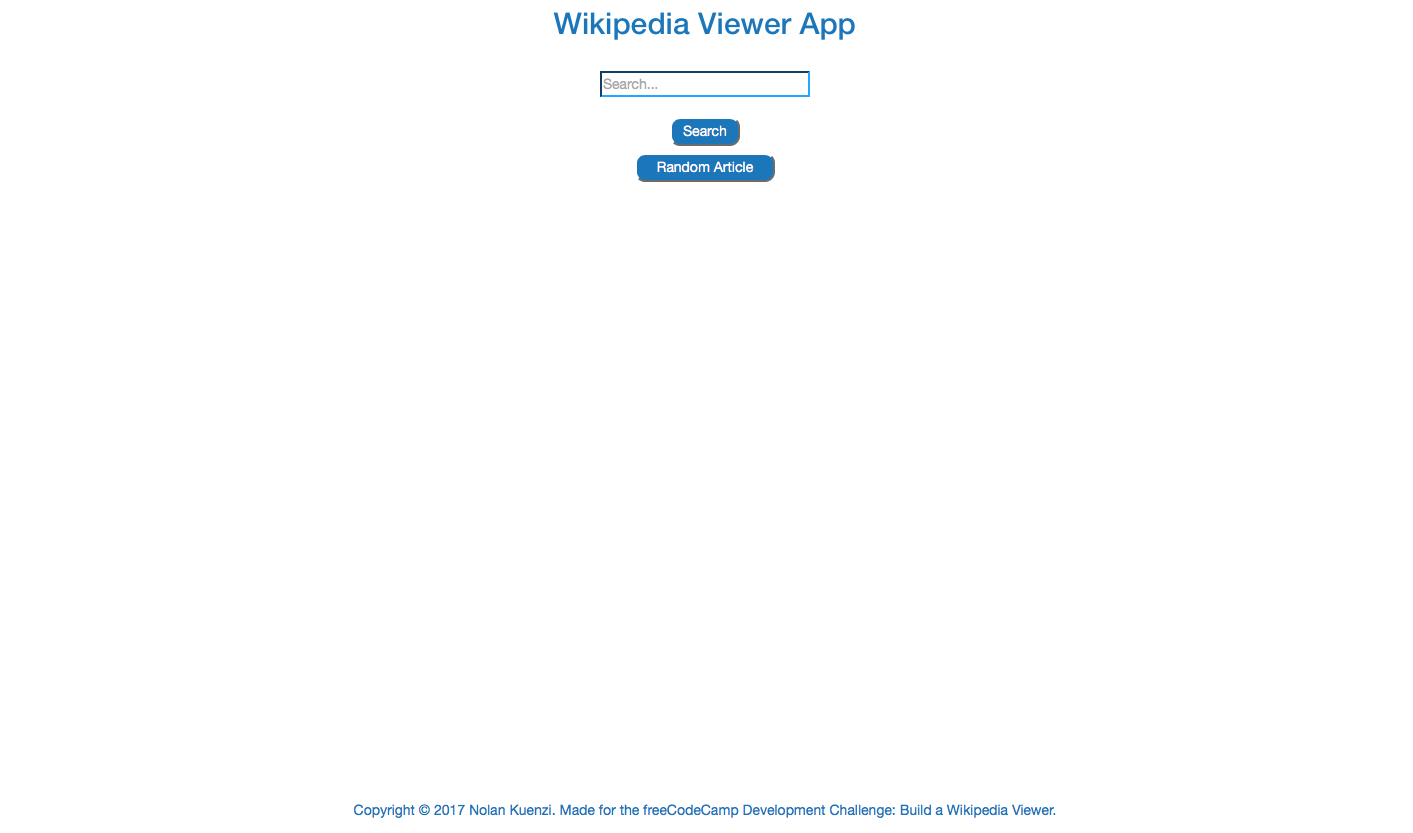 Wikipedia Viewer App
Search...
Search
Random Article
Copyright © 2017 Nolan Kuenzi. Made for the freeCodeCamp Development Challenge: Build a Wikipedia Viewer.